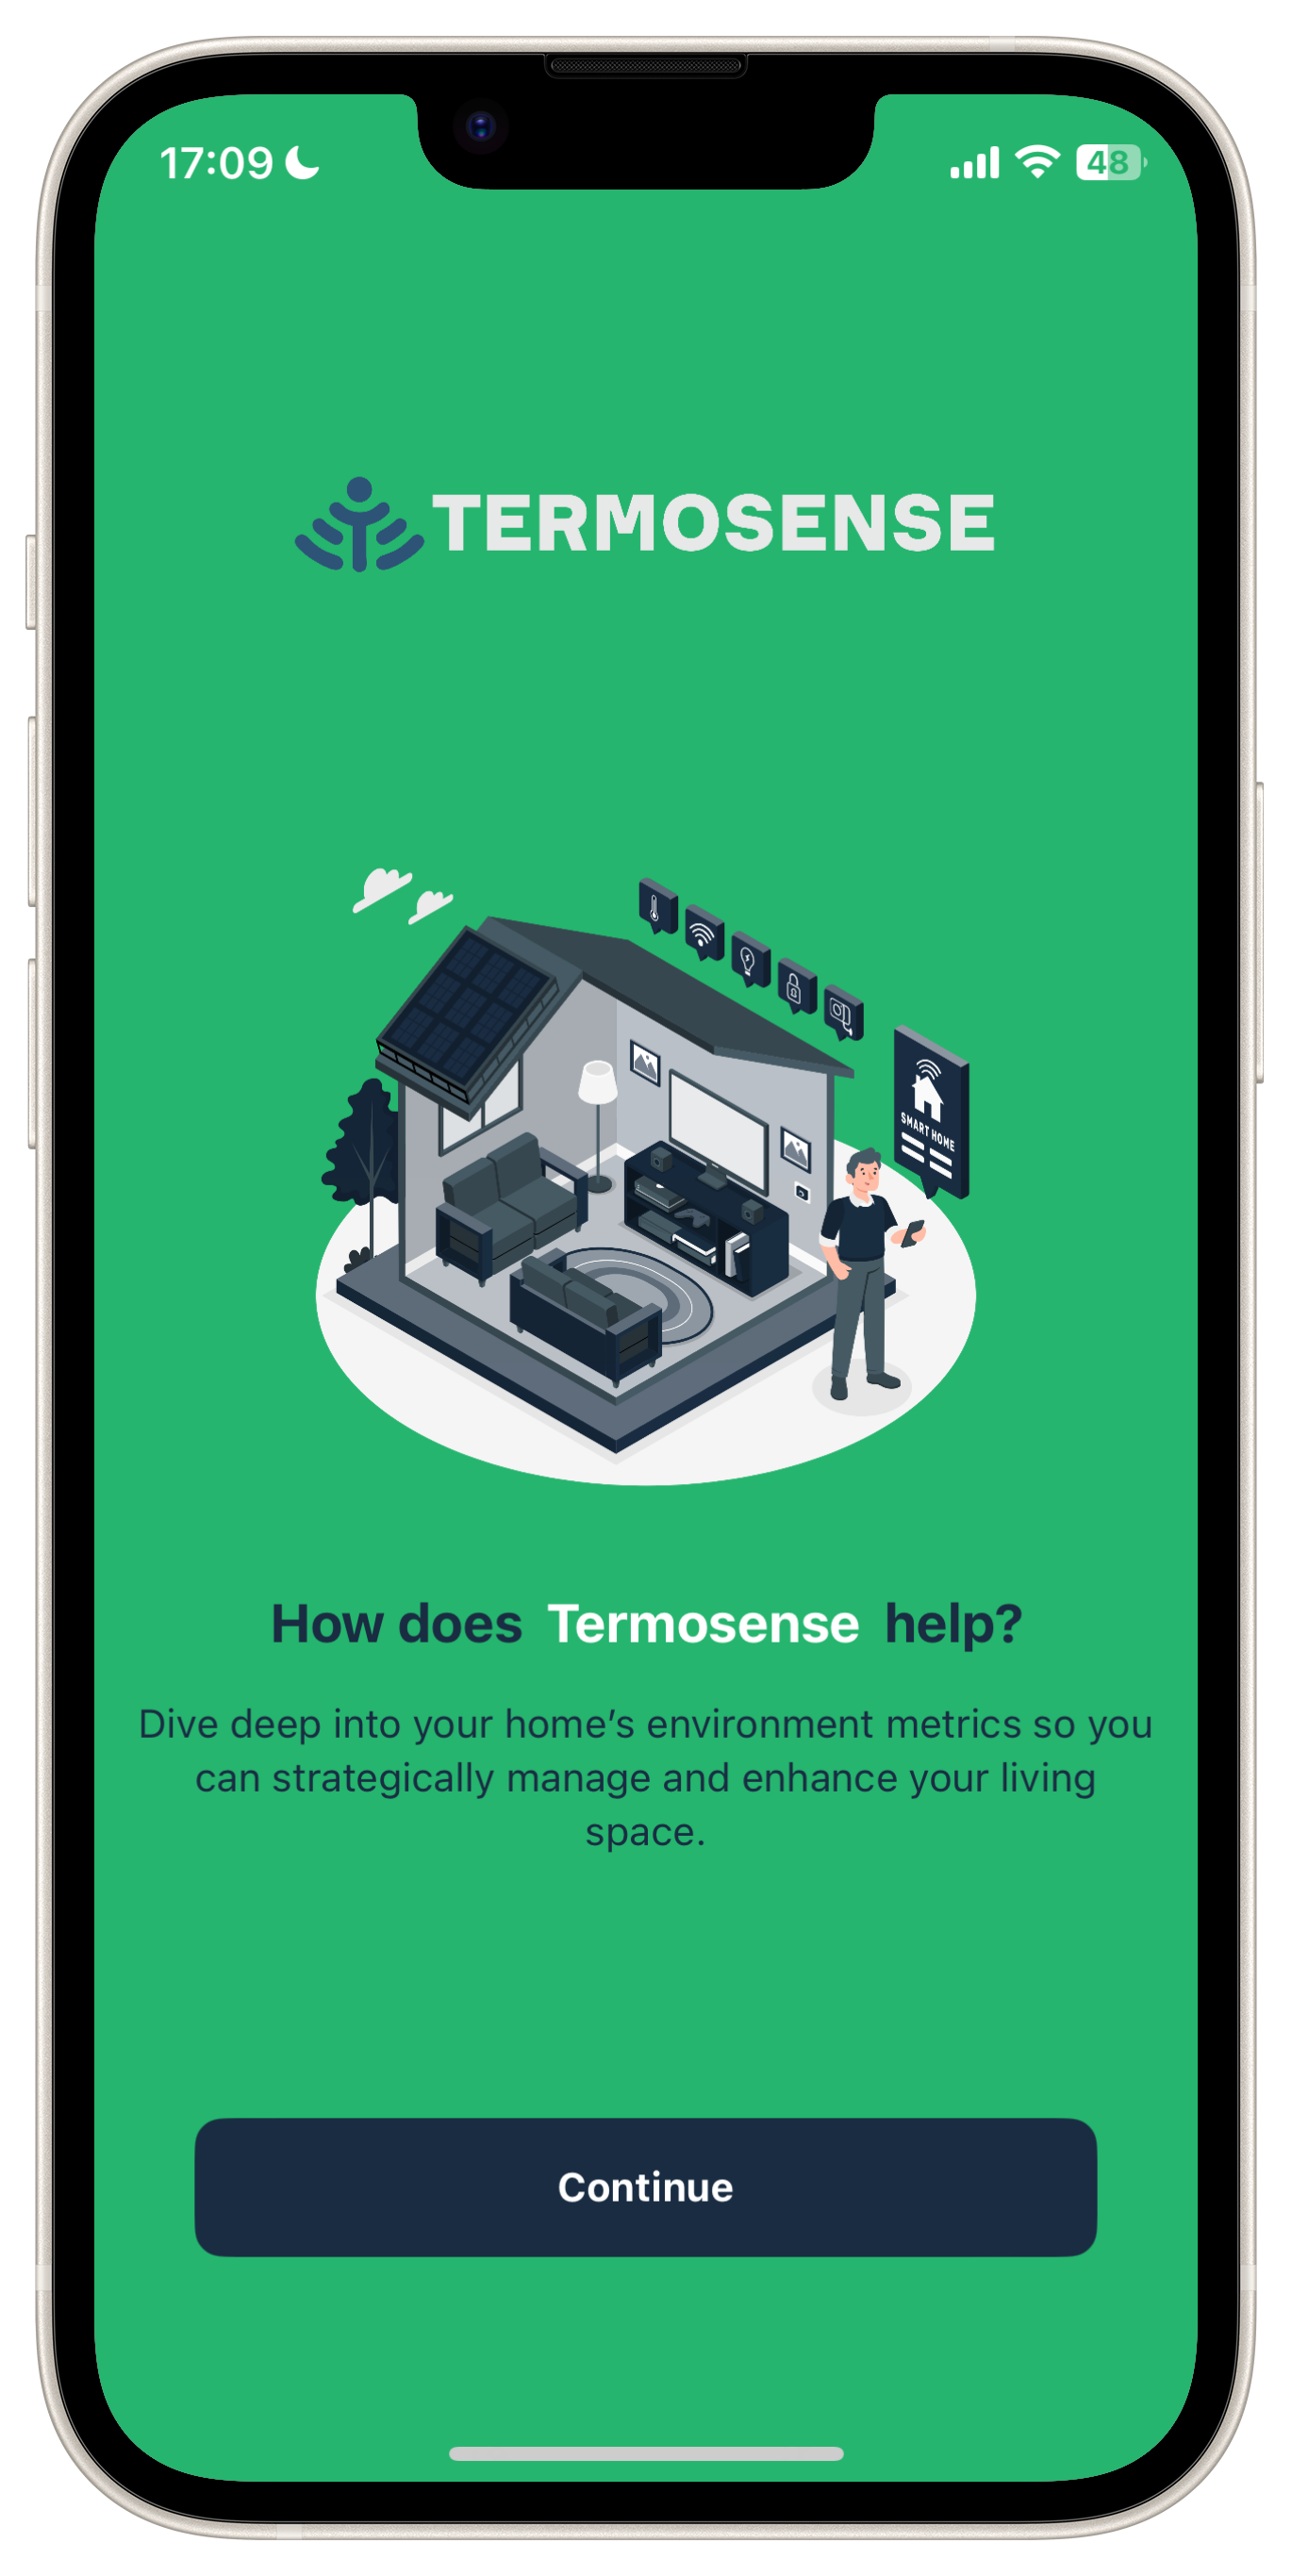 17:09
48
TERMOSENSE
SMART HOME
How does Termosense help?
Dive deep into your home’s environment metrics so you
can strategically manage and enhance your living
space.
Continue